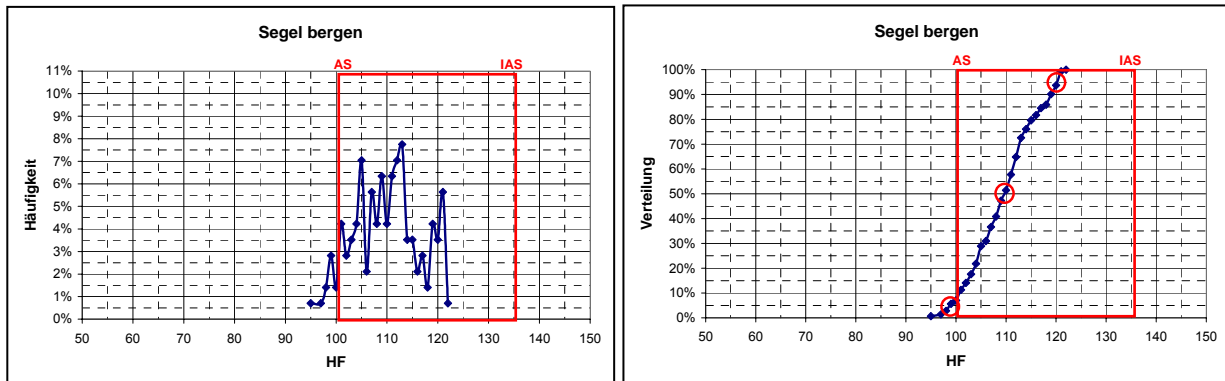 Segel bergen
AS IAS
11%
10%
9%
8%
7%
6%
5%
4%
3%
2%
1%
0%
Häufigkeit
50 60 70 80 90 100 110 120 130 140 150
HF
Segel bergen
AS IAS
100%
90%
80%
70%
60%
50%
40%
30%
20%
10%
0%
Verteilung
50 60 70 80 90 100 110 120 130 140 150
HF